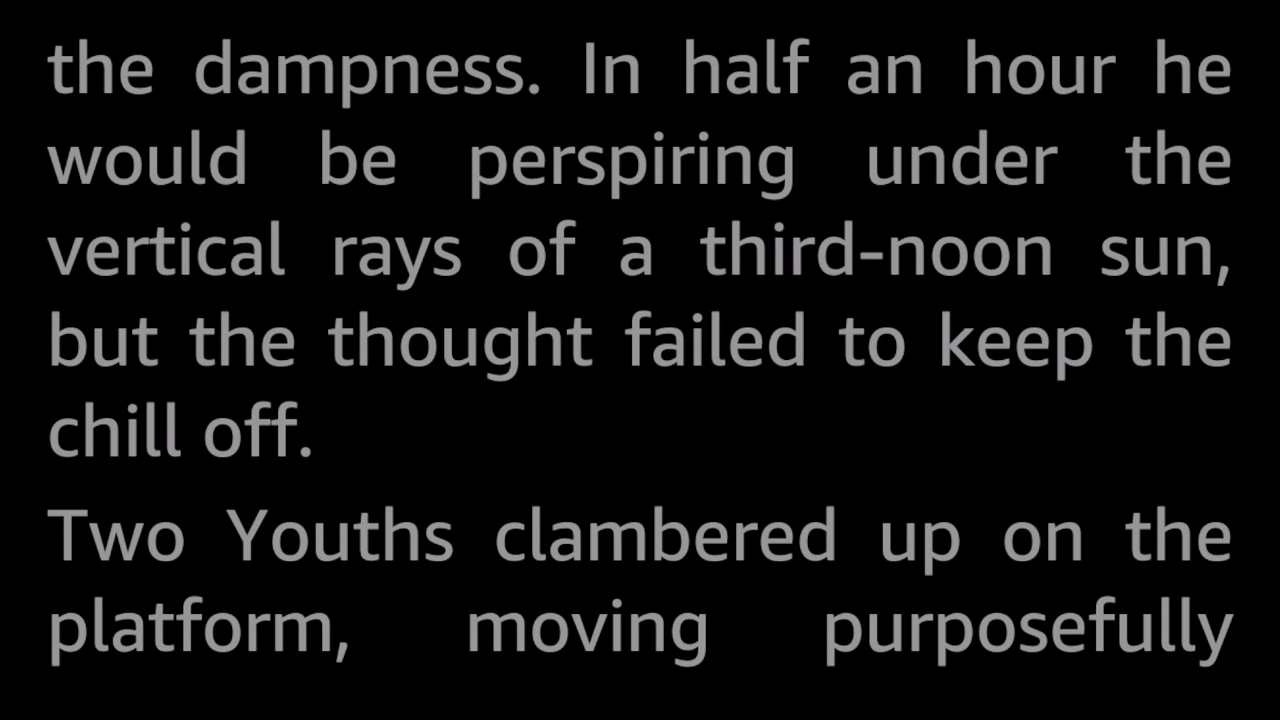 the dampness. In half an hour he
would be perspiring under the
vertical rays of a third-noon sun,
but the thought failed to keep the
chill off.
Two Youths clambered up on the
platform, moving purposefully